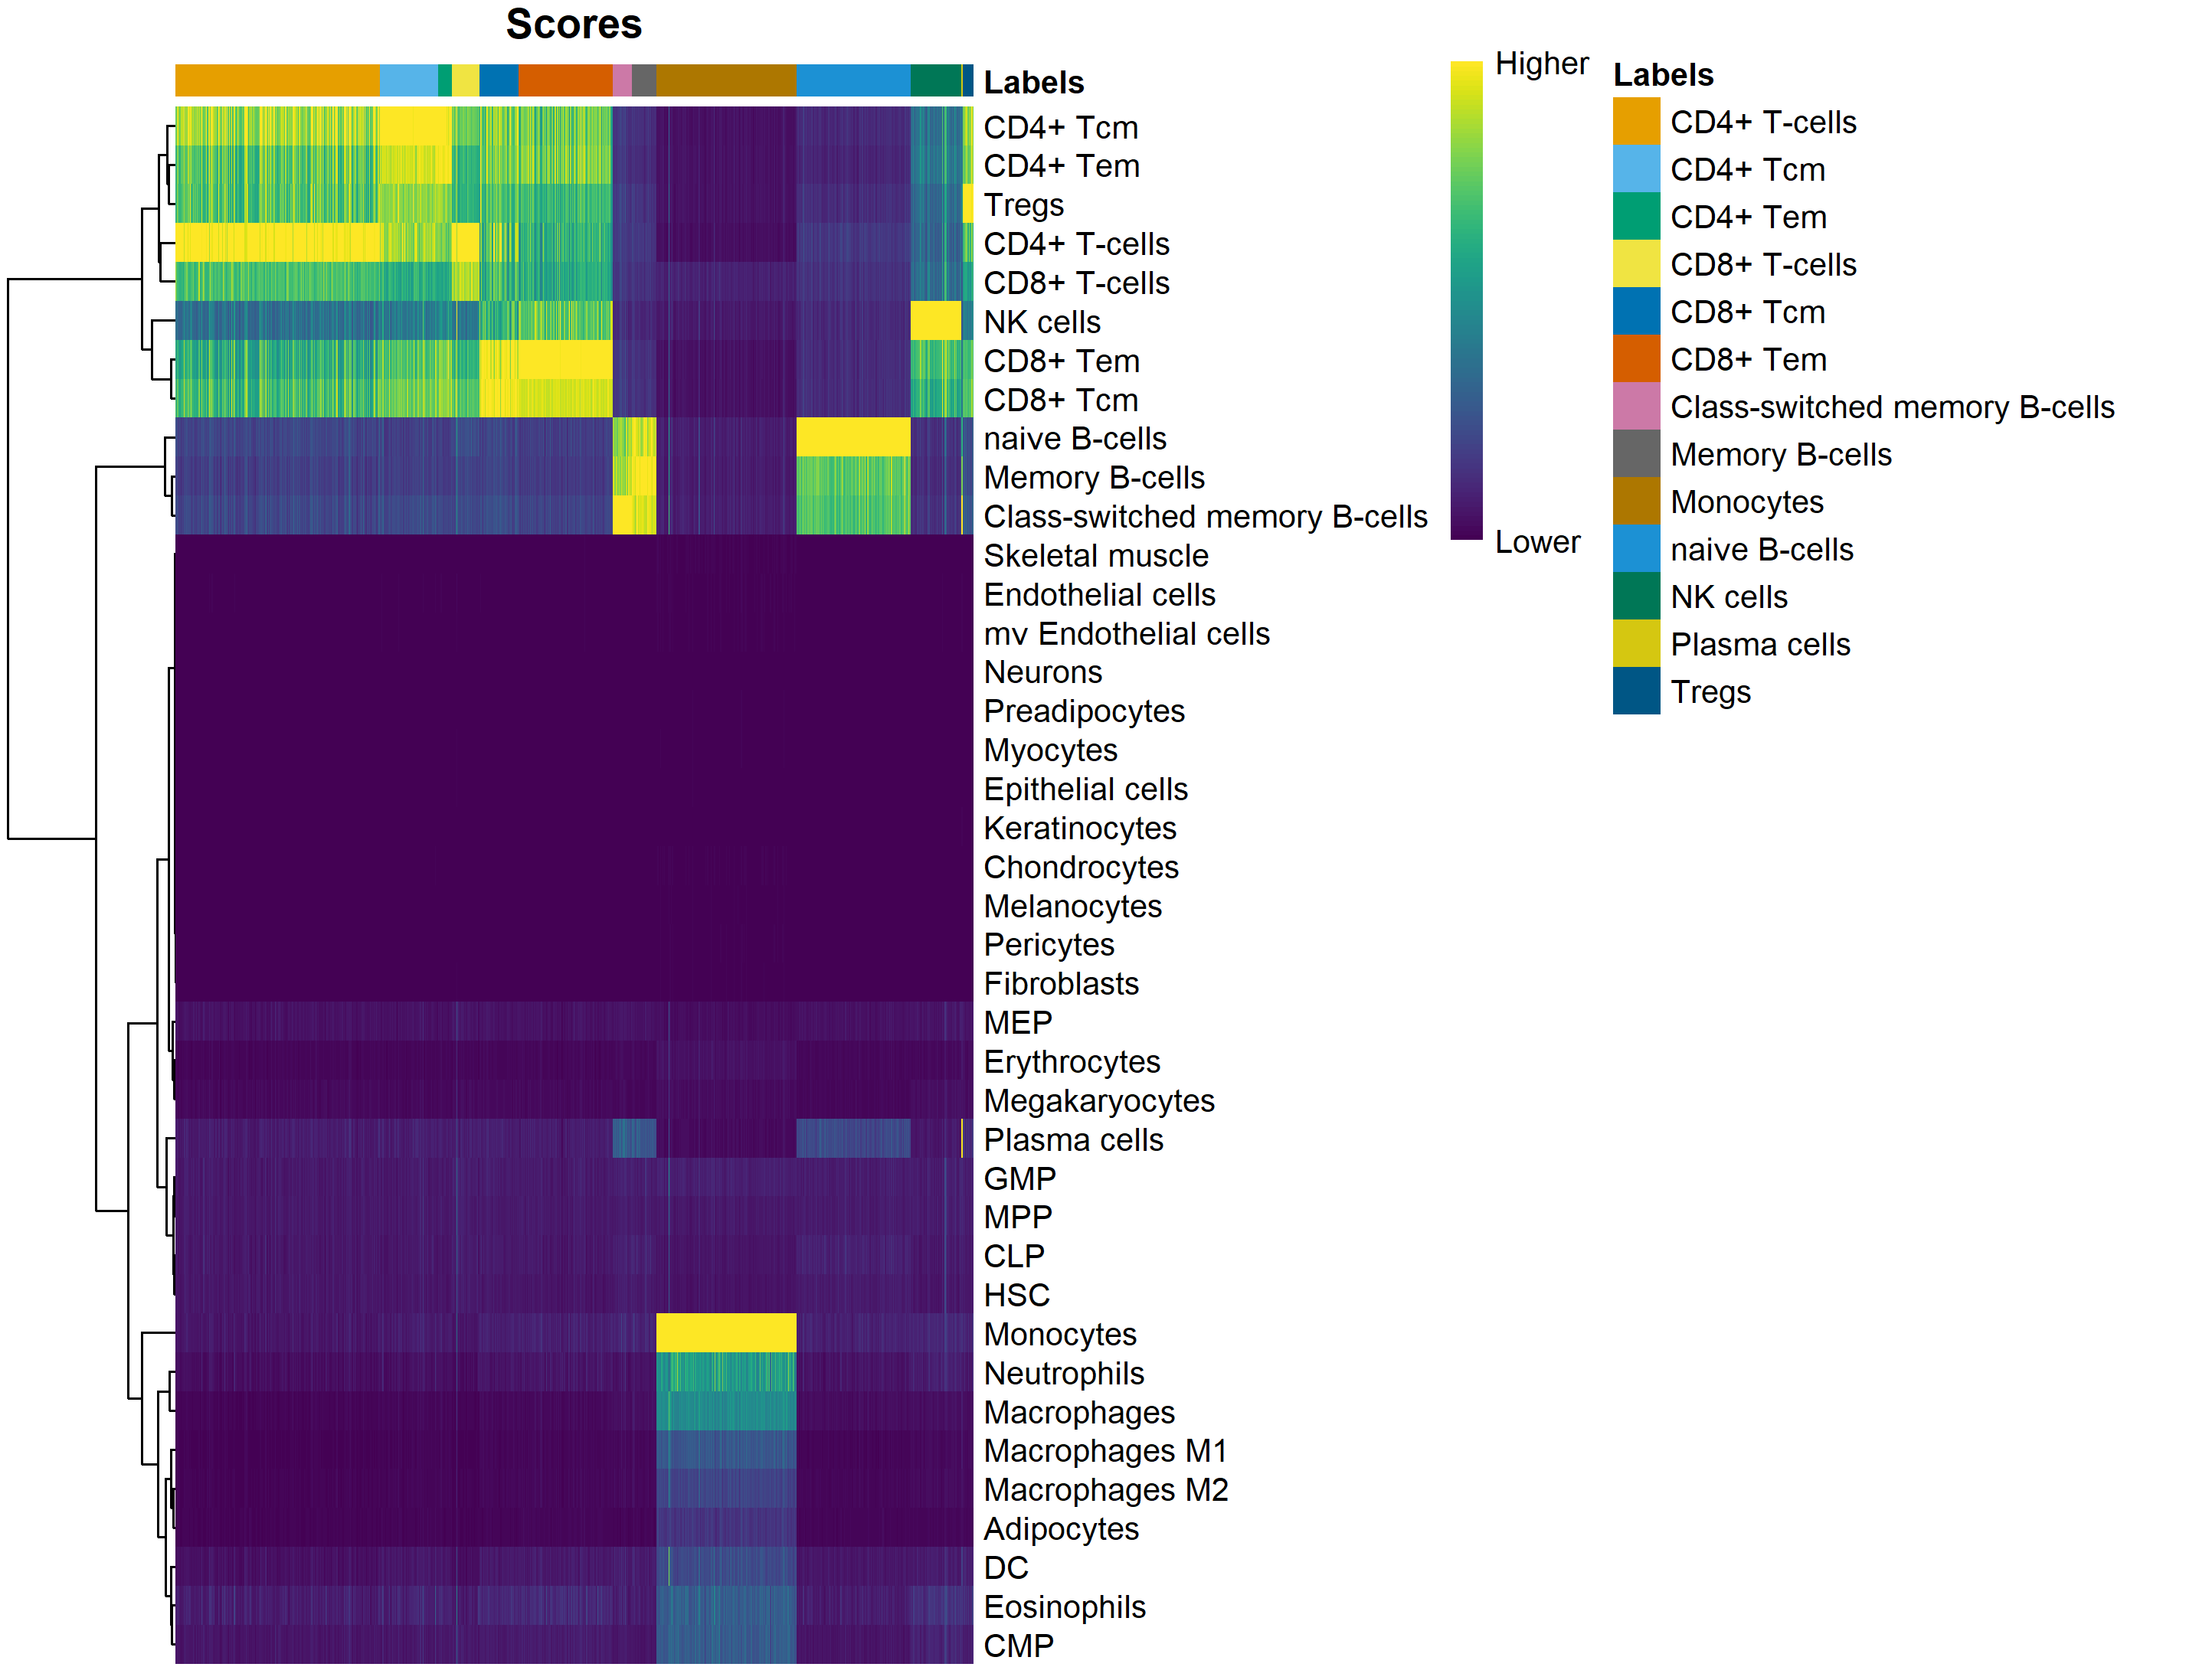 Scores
Labels
CD4+ Tcm
CD4+ Tem
Tregs
CD4+ T-cells
CD8+ T-cells
NK cells
CD8+ Tem
CD8+ Tcm
naive B-cells
Memory B-cells
Class-switched memory B-cells
Skeletal muscle
Endothelial cells
mv Endothelial cells
Neurons
Preadipocytes
Myocytes
Epithelial cells
Keratinocytes
Chondrocytes
Melanocytes
Pericytes
Fibroblasts
MEP
Erythrocytes
Megakaryocytes
Plasma cells
GMP
MPP
CLP
HSC
Monocytes
Neutrophils
Macrophages
Macrophages M1
Macrophages M2
Adipocytes
DC
Eosinophils
CMP
Higher
Lower
Labels
CD4+ T-cells
CD4+ Tcm
CD4+ Tem
CD8+ T-cells
CD8+ Tcm
CD8+ Tem
Class-switched memory B-cells
Memory B-cells
Monocytes
naive B-cells
NK cells
Plasma cells
Tregs